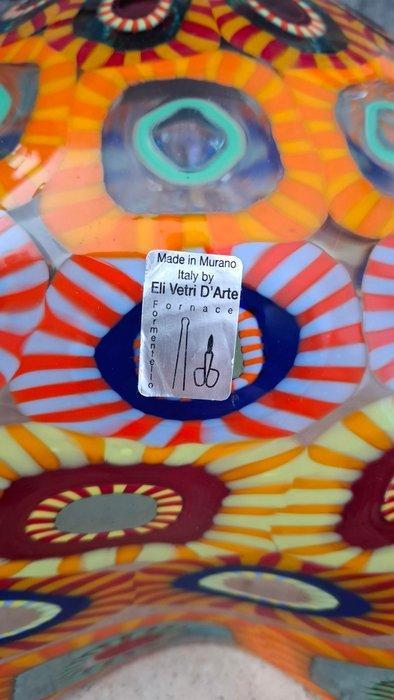 Made in Murano
Italy by
Eli Vetri D'Arte
Fornace
Formentello